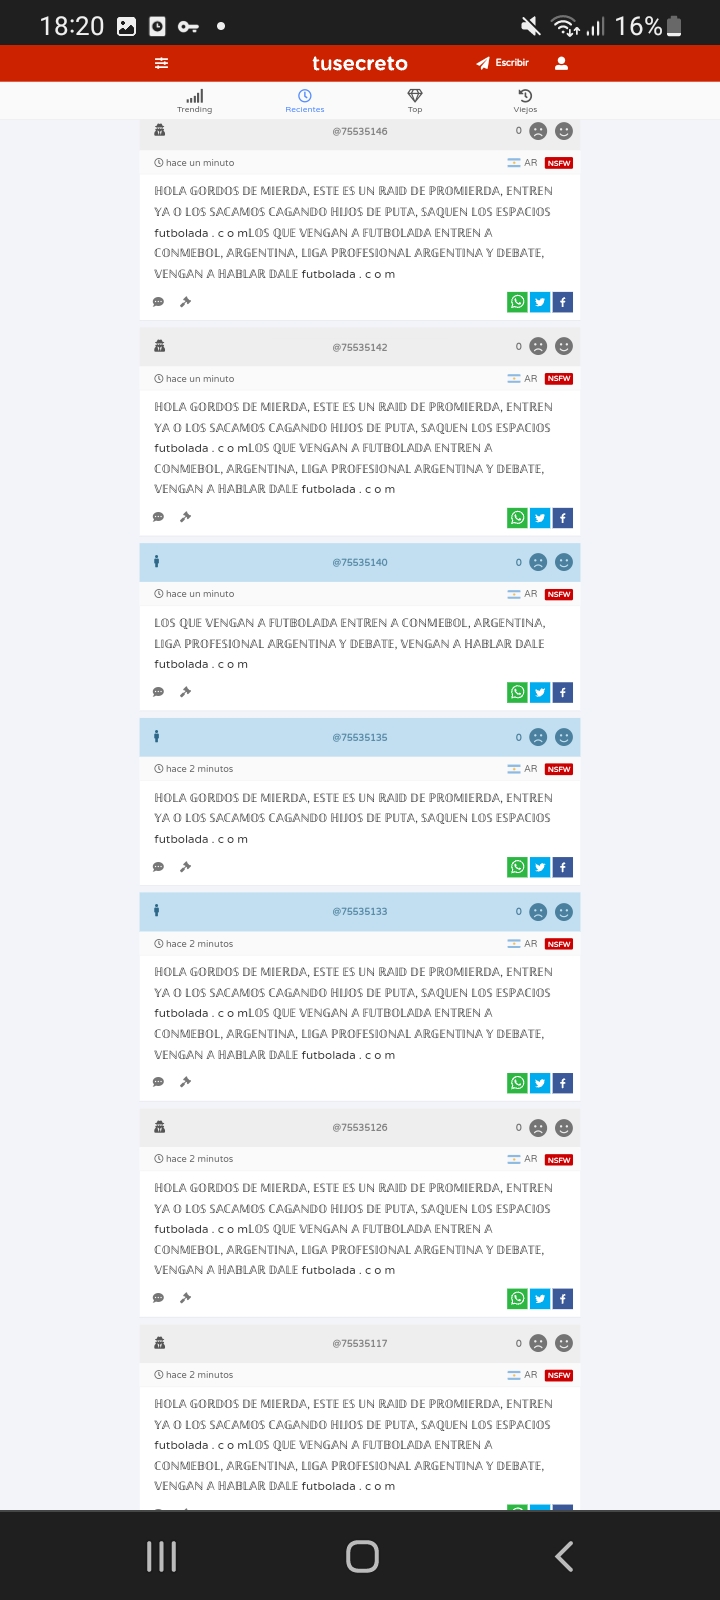 18:20
16%
tusecreto
Escribir
Trending
Recientes
Top
Viejos
@75535146
0
hace un minuto
AR NSFW
HOLA GORDOS DE MIERDA, ESTE ES UN RAID DE PROMIERDA, ENTREN
YA O LOS SACAMOS CAGANDO HIJOS DE PUTA, SAQUEN LOS ESPACIOS
futbolada . c o mLOS QUE VENGAN A FUTBOLADA ENTREN A
CONMEBOL, ARGENTINA, LIGA PROFESIONAL ARGENTINA Y DEBATE,
VENGAN A HABLAR DALE futbolada . c o m
@75535142
0
hace un minuto
AR NSFW
HOLA GORDOS DE MIERDA, ESTE ES UN RAID DE PROMIERDA, ENTREN
YA O LOS SACAMOS CAGANDO HIJOS DE PUTA, SAQUEN LOS ESPACIOS
futbolada . c o mLOS QUE VENGAN A FUTBOLADA ENTREN A
CONMEBOL, ARGENTINA, LIGA PROFESIONAL ARGENTINA Y DEBATE,
VENGAN A HABLAR DALE futbolada . c o m
@75535140
0
hace un minuto
AR NSFW
LOS QUE VENGAN A FUTBOLADA ENTREN A CONMEBOL, ARGENTINA,
LIGA PROFESIONAL ARGENTINA Y DEBATE, VENGAN A HABLAR DALE
futbolada . c o m
@75535135
0
hace 2 minutos
AR NSFW
HOLA GORDOS DE MIERDA, ESTE ES UN RAID DE PROMIERDA, ENTREN
YA O LOS SACAMOS CAGANDO HIJOS DE PUTA, SAQUEN LOS ESPACIOS
futbolada . c o m
@75535133
0
hace 2 minutos
AR NSFW
HOLA GORDOS DE MIERDA, ESTE ES UN RAID DE PROMIERDA, ENTREN
YA O LOS SACAMOS CAGANDO HIJOS DE PUTA, SAQUEN LOS ESPACIOS
futbolada . c o mLOS QUE VENGAN A FUTBOLADA ENTREN A
CONMEBOL, ARGENTINA, LIGA PROFESIONAL ARGENTINA Y DEBATE,
VENGAN A HABLAR DALE futbolada . c o m
@75535126
0
hace 2 minutos
AR NSFW
HOLA GORDOS DE MIERDA, ESTE ES UN RAID DE PROMIERDA, ENTREN
YA O LOS SACAMOS CAGANDO HIJOS DE PUTA, SAQUEN LOS ESPACIOS
futbolada . c o mLOS QUE VENGAN A FUTBOLADA ENTREN A
CONMEBOL, ARGENTINA, LIGA PROFESIONAL ARGENTINA Y DEBATE,
VENGAN A HABLAR DALE futbolada . c o m
@75535117
0
hace 2 minutos
AR NSFW
HOLA GORDOS DE MIERDA, ESTE ES UN RAID DE PROMIERDA, ENTREN
YA O LOS SACAMOS CAGANDO HIJOS DE PUTA, SAQUEN LOS ESPACIOS
futbolada . c o mLOS QUE VENGAN A FUTBOLADA ENTREN A
CONMEBOL, ARGENTINA, LIGA PROFESIONAL ARGENTINA Y DEBATE,
VENGAN A HABLAR DALE futbolada . c o m